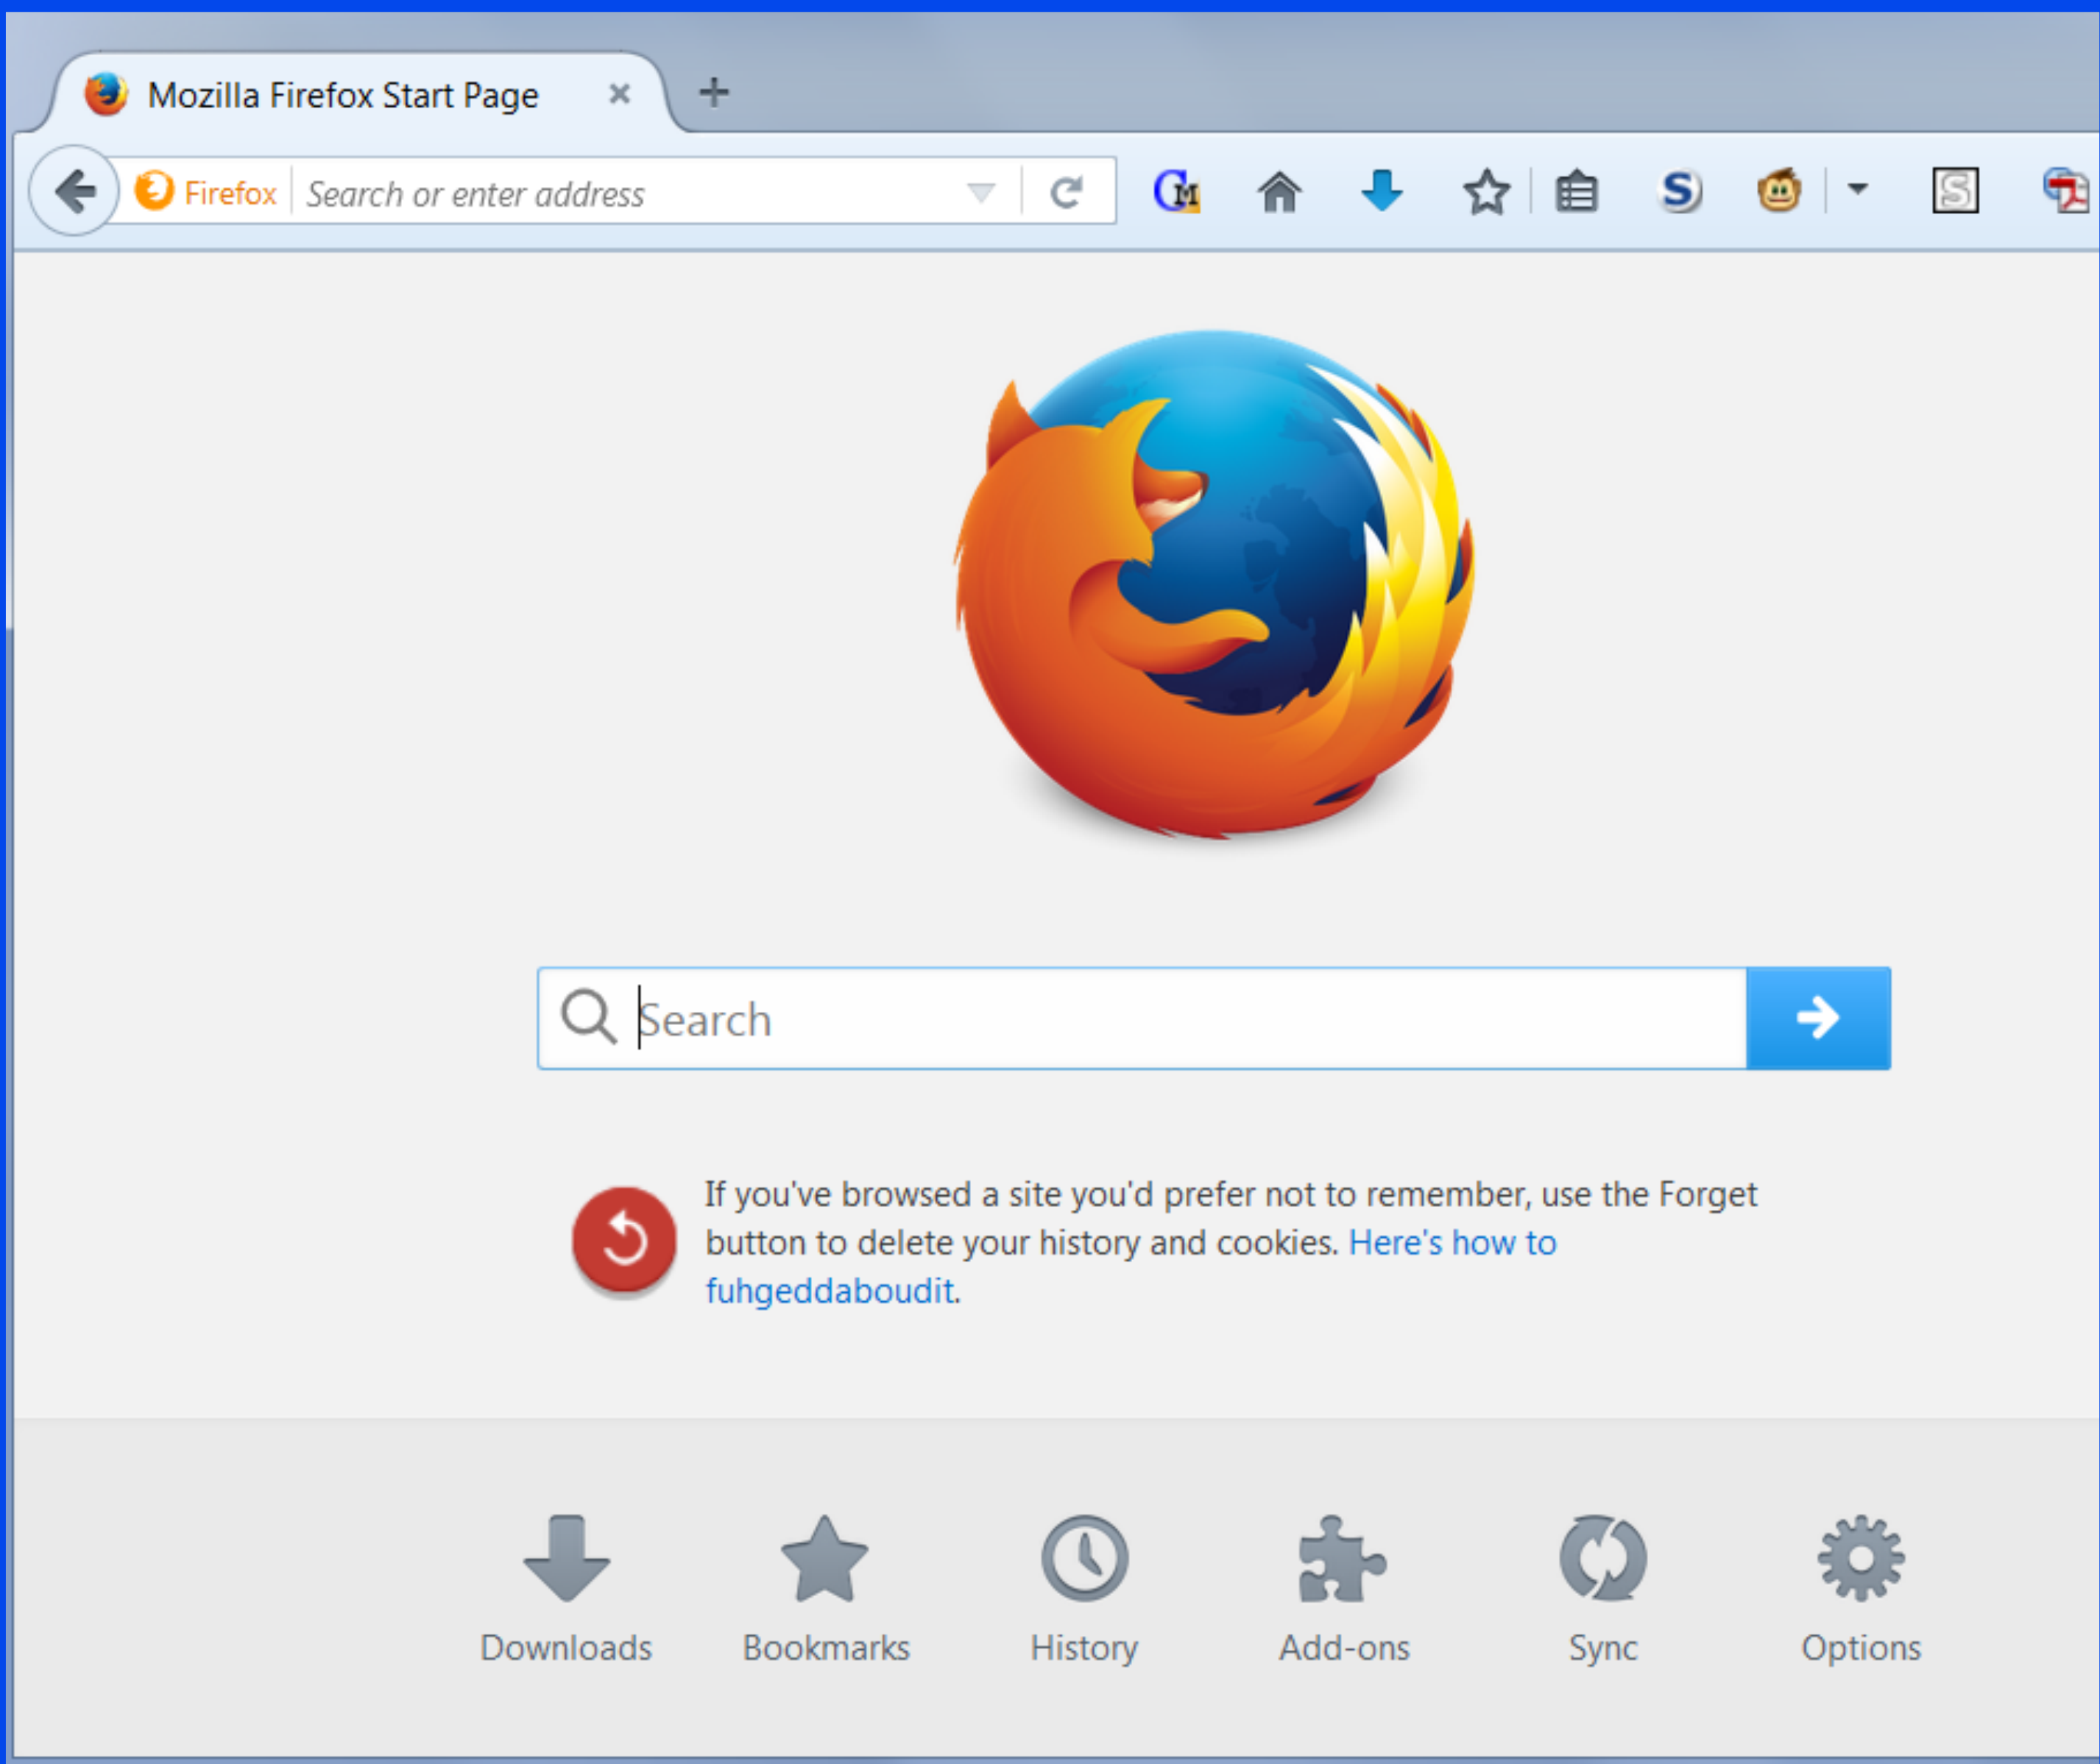 Mozilla Firefox Start Page
Firefox Search or enter address
Search
If you've browsed a site you'd prefer not to remember, use the Forget
button to delete your history and cookies. Here's how to
fuhgeddaboudit.
Downloads Bookmarks History Add-ons Sync Options